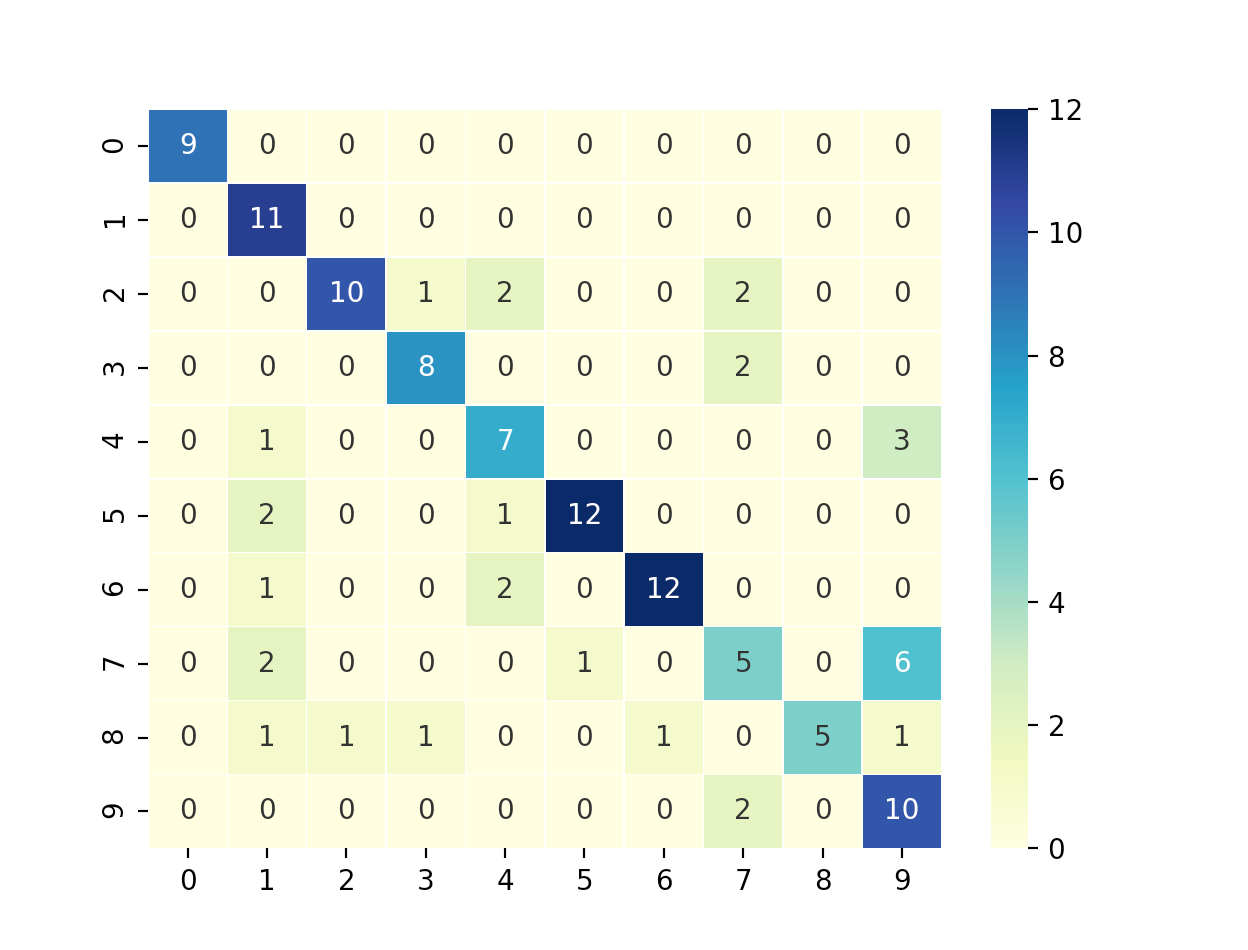 0 9 0 0 0 0 0 0 0 0 0
1 0 11 0 0 0 0 0 0 0 0
2 0 0 10 1 2 0 0 2 0 0
3 0 0 0 8 0 0 0 2 0 0
4 0 1 0 0 7 0 0 0 0 3
5 0 2 0 0 1 12 0 0 0 0
6 0 1 0 0 2 0 12 0 0 0
7 0 2 0 0 0 1 0 5 0 6
8 0 1 1 1 0 0 1 0 5 1
9 0 0 0 0 0 0 0 2 0 10
0 1 2 3 4 5 6 7 8 9
12
10
8
6
4
2
0